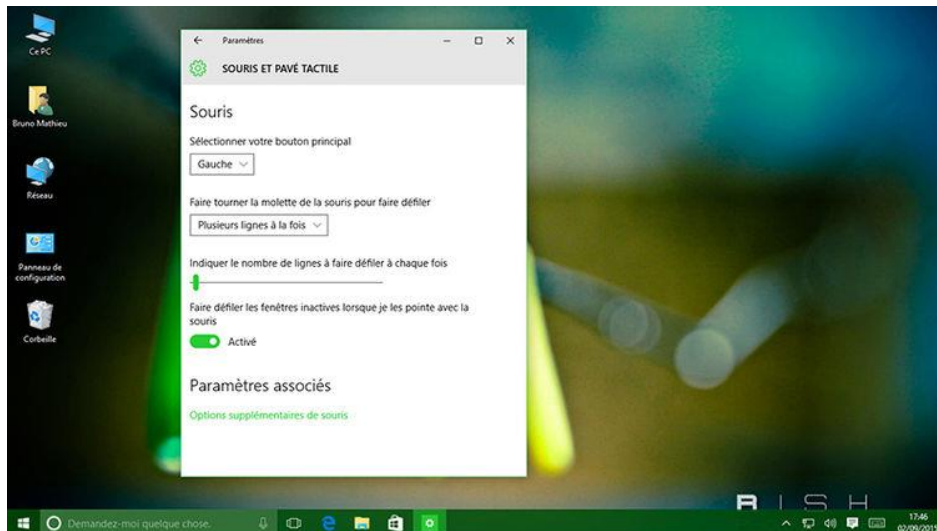 Ce PC
Bruno Mathieu
Réseau
Panneau de
configuration
Corbeille
Paramètres
SOURIS ET PAVÉ TACTILE
Souris
Sélectionner votre bouton principal
Gauche
Faire tourner la molette de la souris pour faire défiler
Plusieurs lignes à la fois
Indiquer le nombre de lignes à faire défiler à chaque fois
Faire défiler les fenêtres inactives lorsque je les pointe avec la
souris
Activé
Paramètres associés
Options supplémentaires de souris
Demandez-moi quelque chose.
17:46
02/09/2015